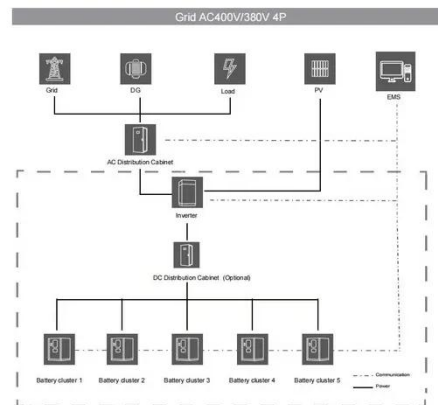 Grid AC400V/380V 4P
Grid
DG
Load
PV
EMS
AC Distribution Cabinet
Inverter
DC Distribution Cabinet (Optional)
Battery cluster 1
Battery cluster 2
Battery cluster 3
Battery cluster 4
Battery cluster 5
Communication
Power